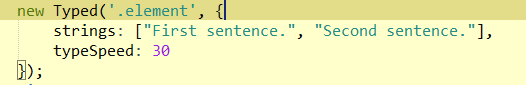 new Typed('.element', {
    strings: ["First sentence.", "Second sentence."],
    typeSpeed: 30
});